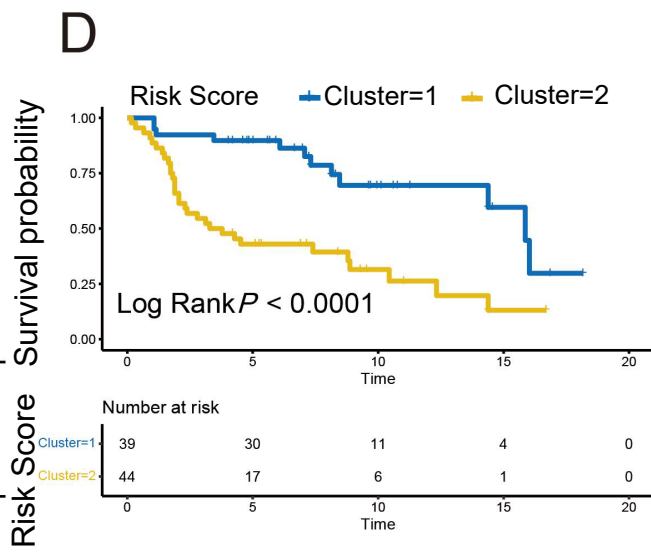 D
Risk Score Cluster=1 Cluster=2
Survival probability
1.00
0.75
0.50
0.25
0.00
Log Rank P < 0.0001
0 5 10 15 20
Time
Number at risk
Risk Score
Cluster=1 39 30 11 4 0
Cluster=2 44 17 6 1 0
0 5 10 15 20
Time